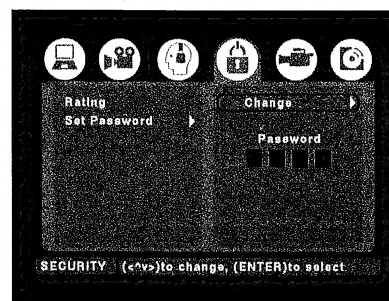 Rating
Set Password
Change
Password
SECURITY (<^v>)to change, (ENTER)to select